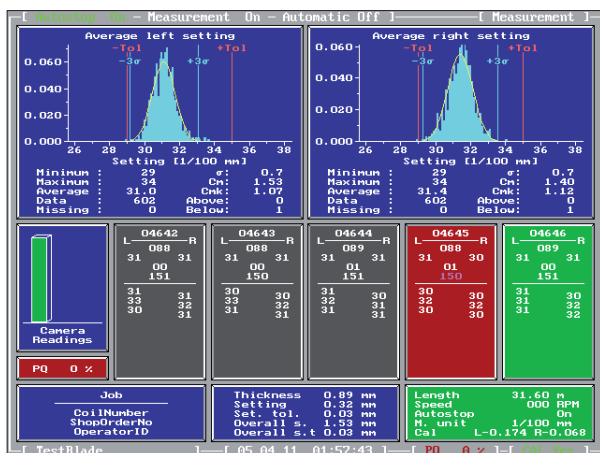 Autostop On - Measurement On - Automatic Off ]
[ Measurement ]
Average left setting
-Tol +Tol
-3σ +3σ
0.060
0.040
0.020
0.000
26 28 30 32 34 36 38
Setting [1/100 mm]
Minimum : 29 σ: 0.7
Maximum : 34 Cm: 1.53
Average : 31.0 Cmk: 1.07
Data : 602 Above: 0
Missing : 0 Below: 1
Average right setting
-Tol +Tol
-3σ +3σ
0.060
0.040
0.020
0.000
26 28 30 32 34 36 38
Setting [1/100 mm]
Minimum : 29 σ: 0.7
Maximum : 34 Cm: 1.40
Average : 31.4 Cmk: 1.12
Data : 602 Above: 0
Missing : 0 Below: 1
Camera
Readings
PQ 0 %
04642
L R
088
31 31
00
151
31 30
33 32
30 31
31
04643
L R
088
31 31
00
151
30 30
33 32
30 31
31
04644
L R
089
31 31
01
151
31 30
30 32
31 32
31
04645
L R
088
31 31
01
150
30 30
32 30
30 32
31
04646
L R
089
31 31
00
151
31 30
31 32
31 31
32
Job
CoilNumber
ShopOrderNo
OperatorID
Thickness 0.89 mm
Setting 0.32 mm
Set. tol. 0.03 mm
Overall s. 1.53 mm
Overall s.t 0.03 mm
Length 31.60 m
Speed 000 RPM
Autostop On
M. unit 1/100 mm
Cal L-0.174 R-0.068
[ TestBlade ]
[ 05.04.11 01:57:43 ]
[ PQ 0 % ]